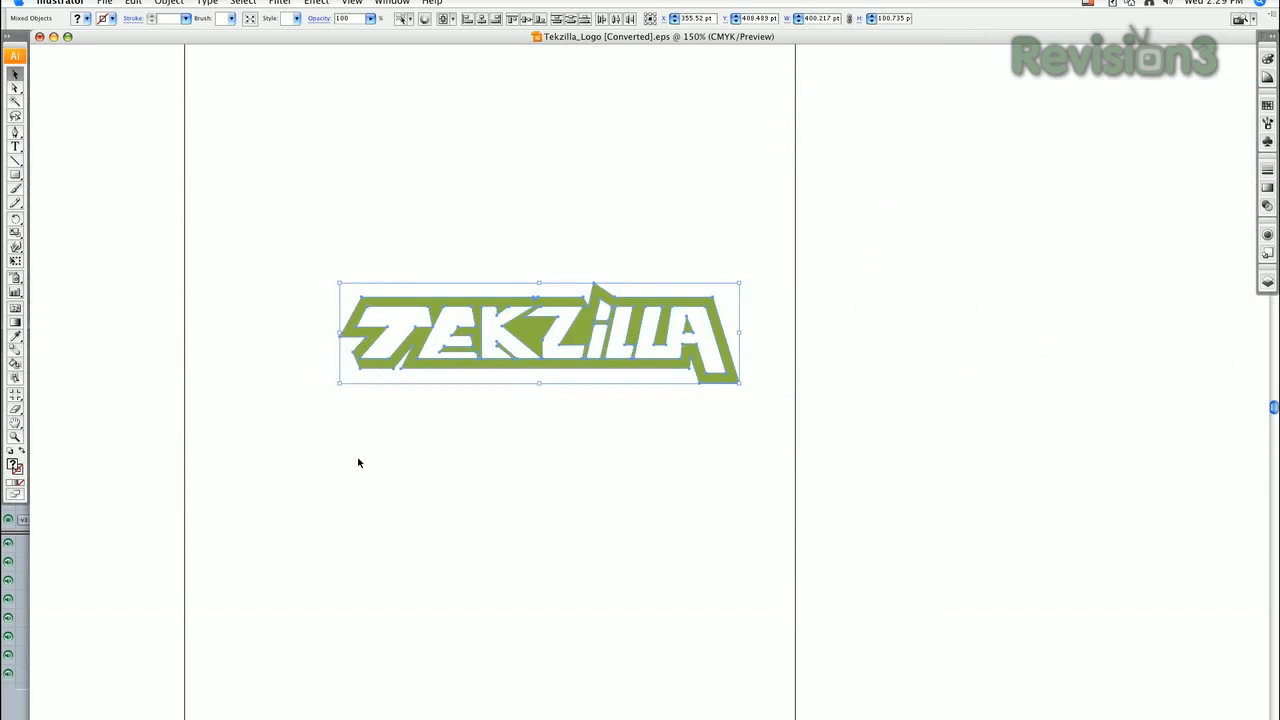 Illustrator File Edit Object Type Select Filter Effect View Window Help Wed 2:29 PM
Mixed Objects ? Stroke: Brush: Style: Opacity: 100 % X: 355.52 pt Y: 408.489 pt W: 400.217 pt H: 100.735 pt
Tekzilla_Logo [Converted].eps @ 150% (CMYK/Preview)
Revision3
Ai
T
TEKZILLA
?
V1